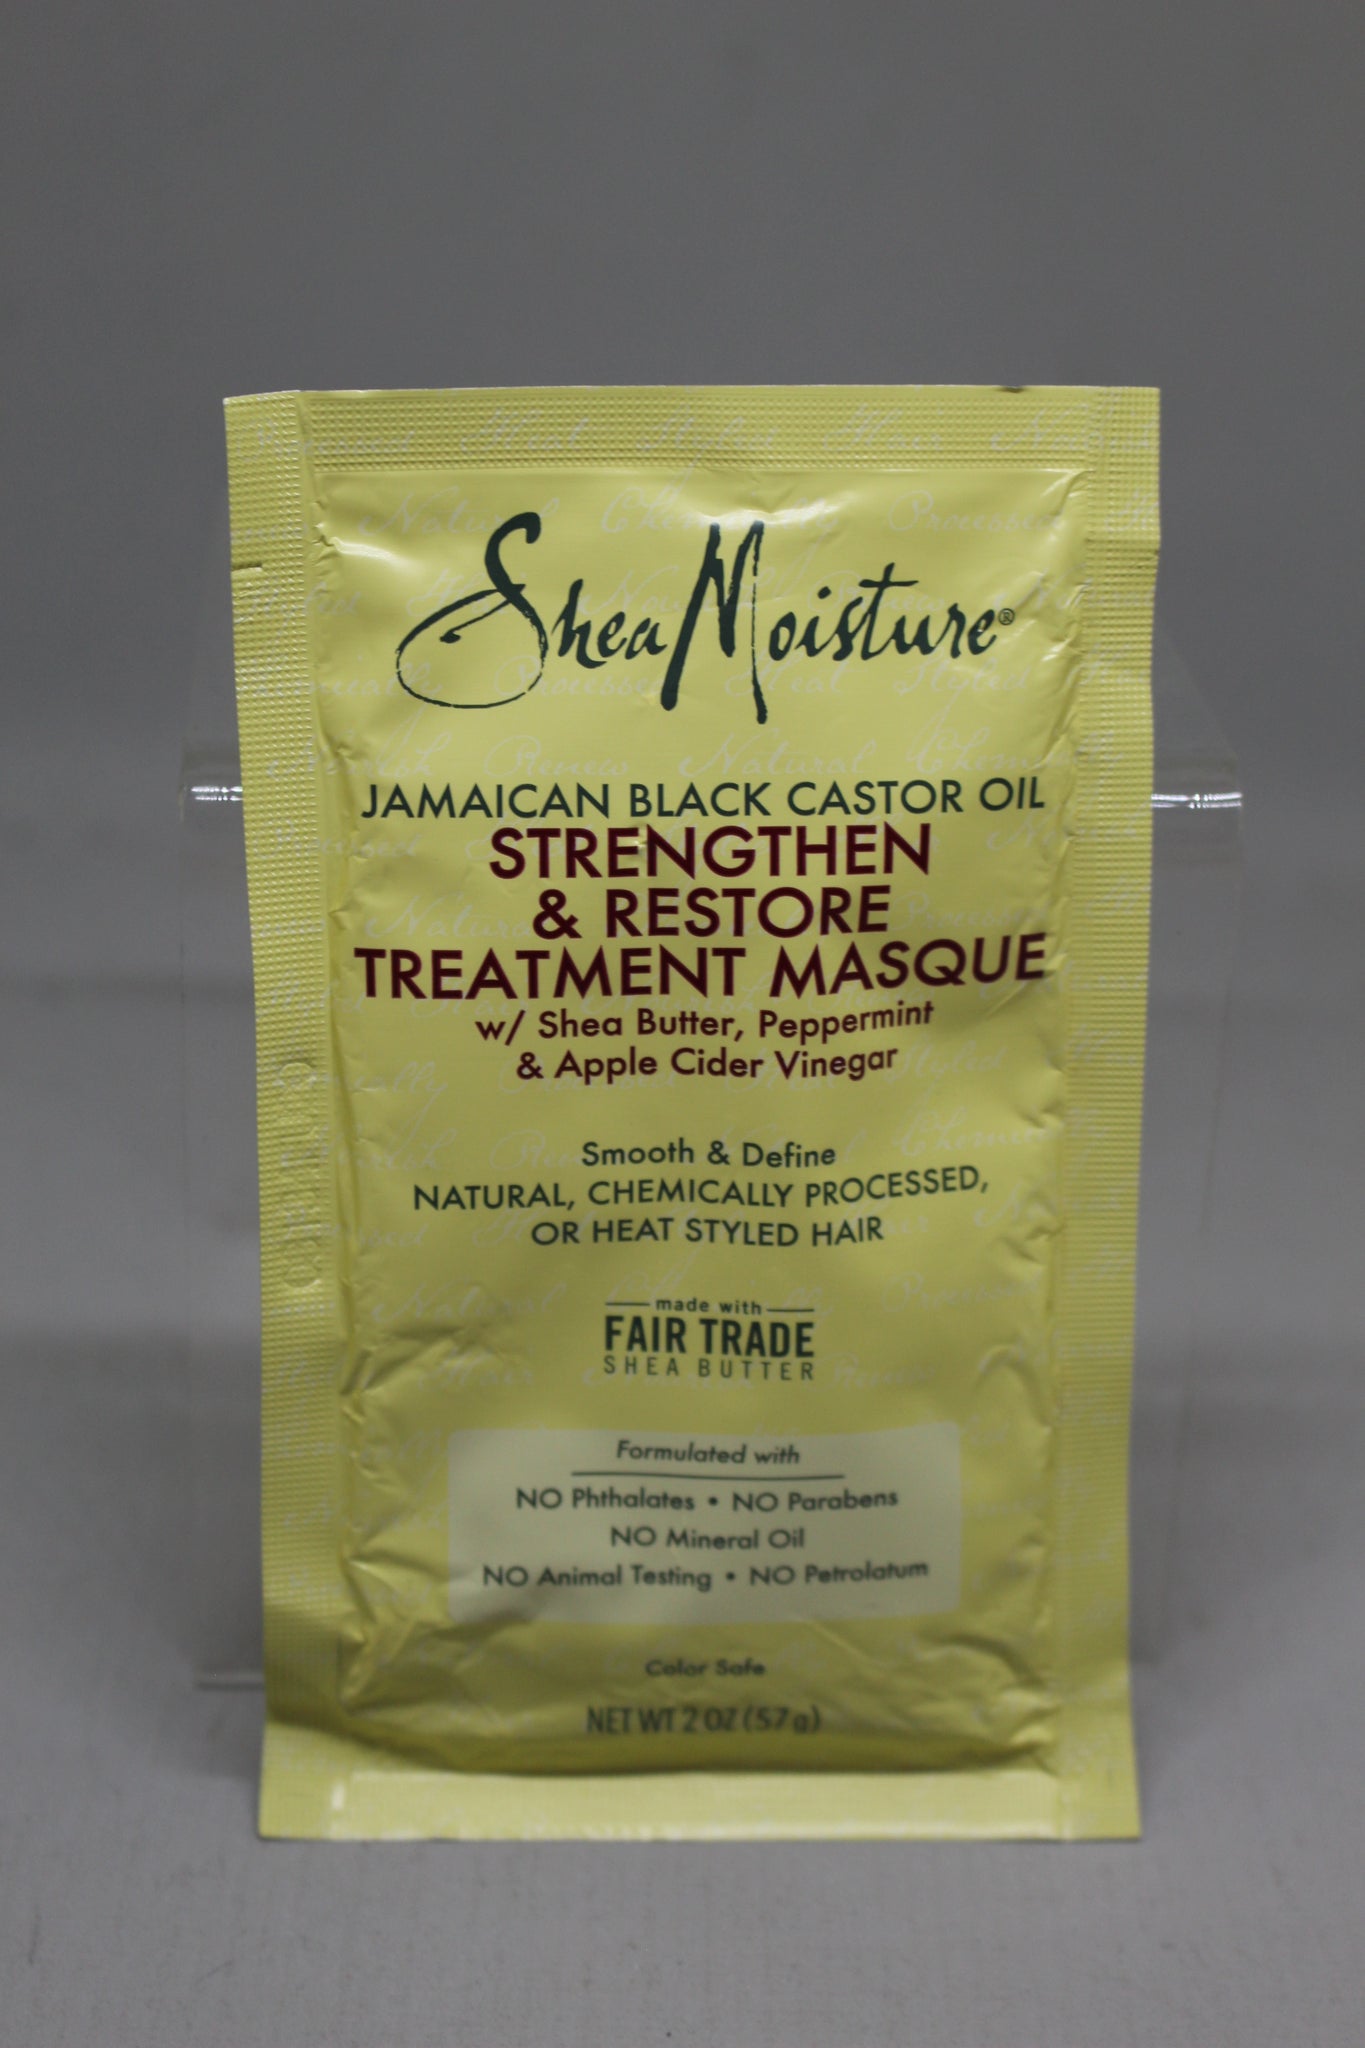 SheaMoisture®
JAMAICAN BLACK CASTOR OIL
STRENGTHEN
& RESTORE
TREATMENT MASQUE
w/ Shea Butter, Peppermint
& Apple Cider Vinegar
Smooth & Define
NATURAL, CHEMICALLY PROCESSED,
OR HEAT STYLED HAIR
made with
FAIR TRADE
SHEA BUTTER
Formulated with
NO Phthalates • NO Parabens
NO Mineral Oil
NO Animal Testing • NO Petrolatum
Color Safe
NET WT 2 OZ (57g)